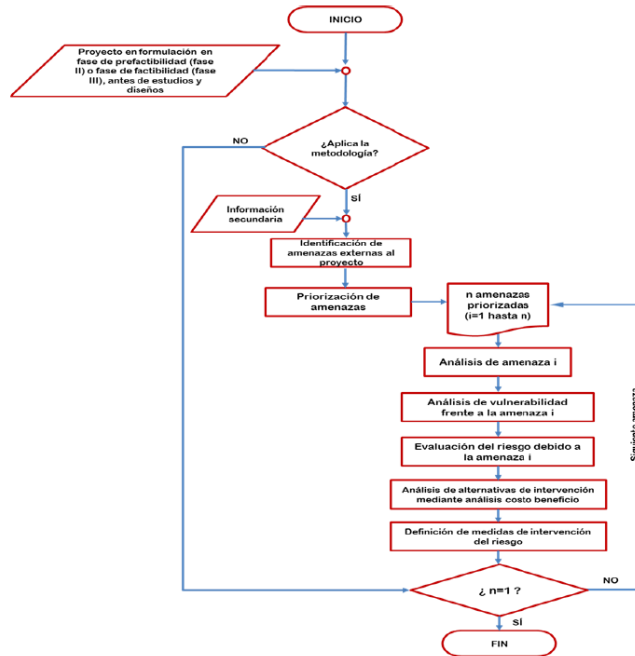 INICIO
Proyecto en formulación en
fase de prefactibilidad (fase
II) o fase de factibilidad (fase
III), antes de estudios y
diseños
NO
¿Aplica la
metodología?
SÍ
Información
secundaria
Identificación de
amenazas externas al
proyecto
Priorización de
amenazas
n amenazas
priorizadas
(i=1 hasta n)
Análisis de amenaza i
Análisis de vulnerabilidad
frente a la amenaza i
Evaluación del riesgo debido a
la amenaza i
Análisis de alternativas de intervención
mediante análisis costo beneficio
Definición de medidas de intervención
del riesgo
Siguiente amenaza
¿ n=1 ?
NO
SÍ
FIN